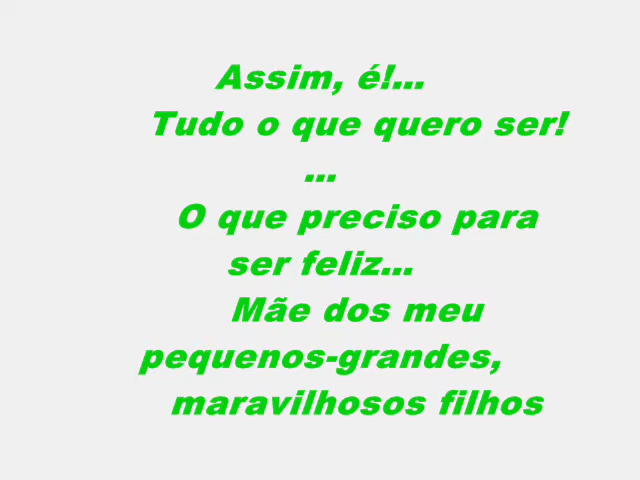 Assim, é!...
Tudo o que quero ser!
...
O que preciso para
ser feliz...
Mãe dos meu
pequenos-grandes,
maravilhosos filhos